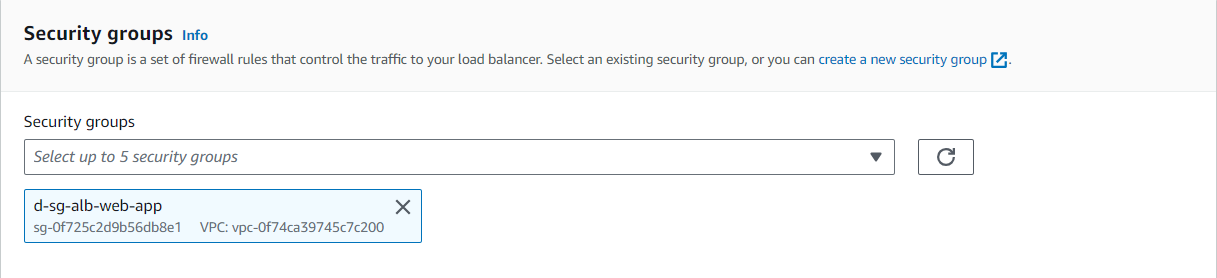 Security groups Info
A security group is a set of firewall rules that control the traffic to your load balancer. Select an existing security group, or you can create a new security group.
Security groups
Select up to 5 security groups
d-sg-alb-web-app
sg-0f725c2d9b56db8e1 VPC: vpc-0f74ca39745c7c200